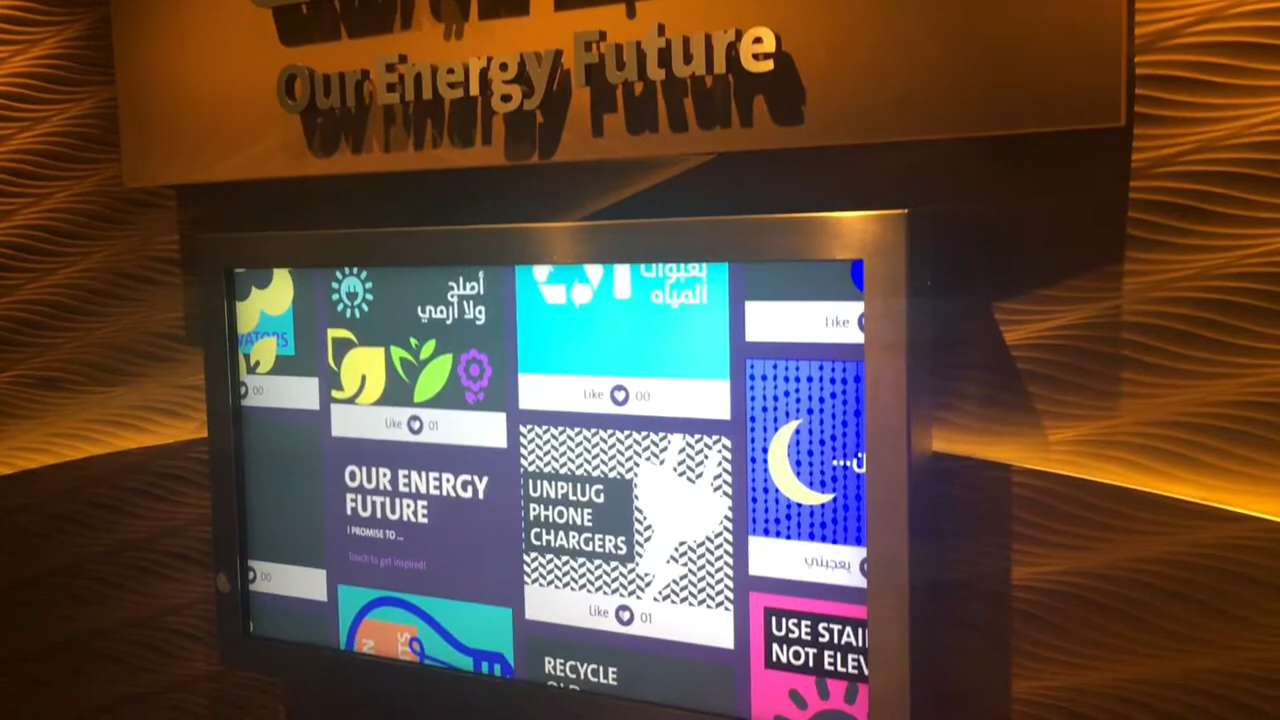 Our Energy Future
VATORS
00
00
أصلح
ولا أرمي
Like 01
OUR ENERGY
FUTURE
I PROMISE TO ...
Touch to get inspired!
بعبوات
المياه
Like 00
UNPLUG
PHONE
CHARGERS
Like 01
RECYCLE
Like
يعجبني
USE STAI
NOT ELEV